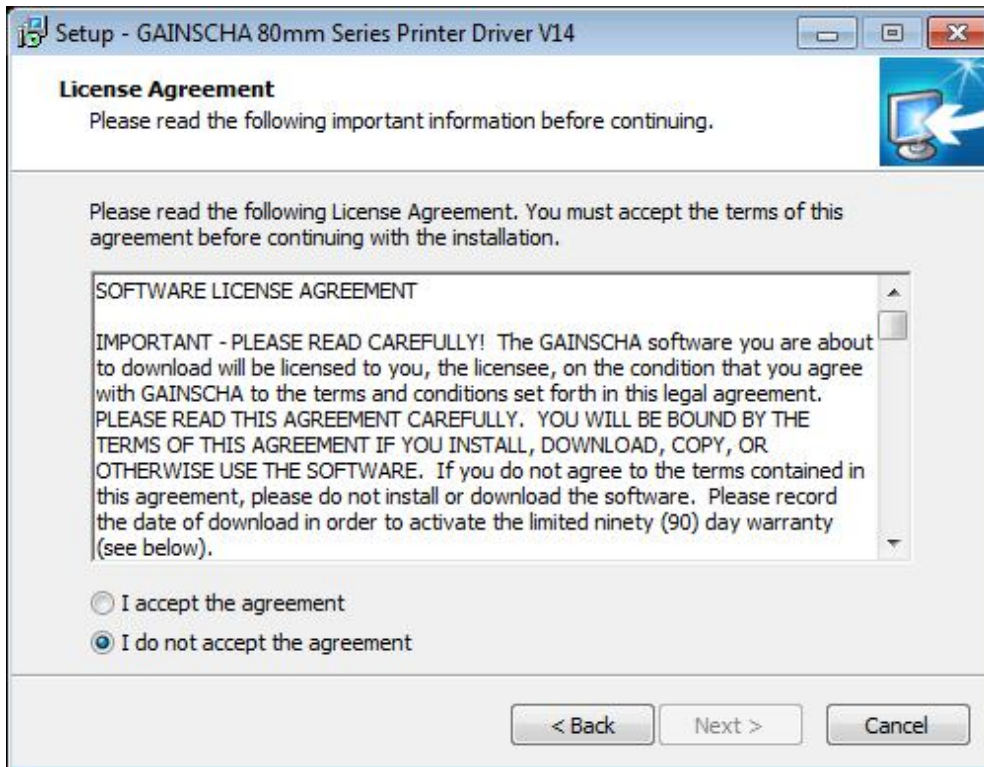 Setup - GAINSCHA 80mm Series Printer Driver V14
License Agreement
Please read the following important information before continuing.
Please read the following License Agreement. You must accept the terms of this
agreement before continuing with the installation.
SOFTWARE LICENSE AGREEMENT
IMPORTANT - PLEASE READ CAREFULLY! The GAINSCHA software you are about
to download will be licensed to you, the licensee, on the condition that you agree
with GAINSCHA to the terms and conditions set forth in this legal agreement.
PLEASE READ THIS AGREEMENT CAREFULLY. YOU WILL BE BOUND BY THE
TERMS OF THIS AGREEMENT IF YOU INSTALL, DOWNLOAD, COPY, OR
OTHERWISE USE THE SOFTWARE. If you do not agree to the terms contained in
this agreement, please do not install or download the software. Please record
the date of download in order to activate the limited ninety (90) day warranty
(see below).
I accept the agreement
I do not accept the agreement
< Back Next > Cancel